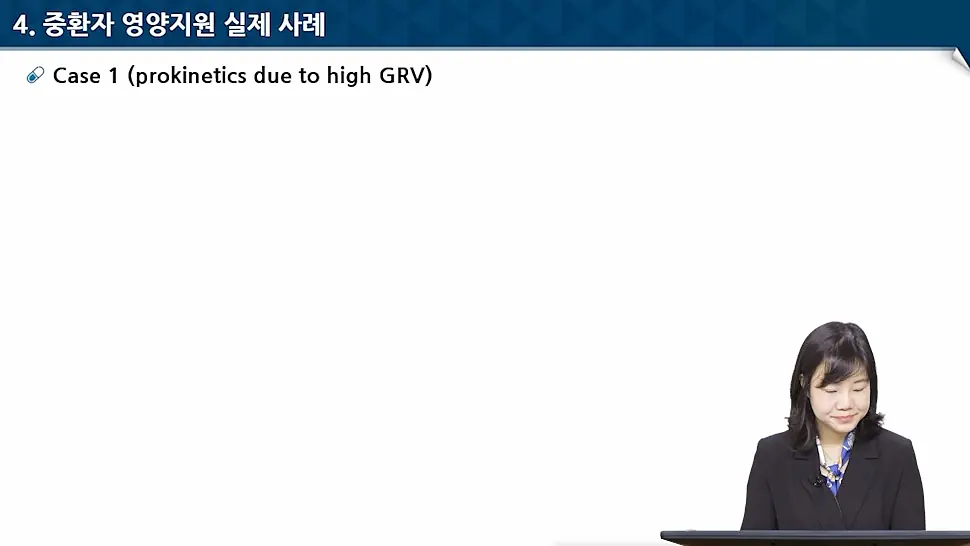 4. 중환자 영양지원 실제 사례
Case 1 (prokinetics due to high GRV)